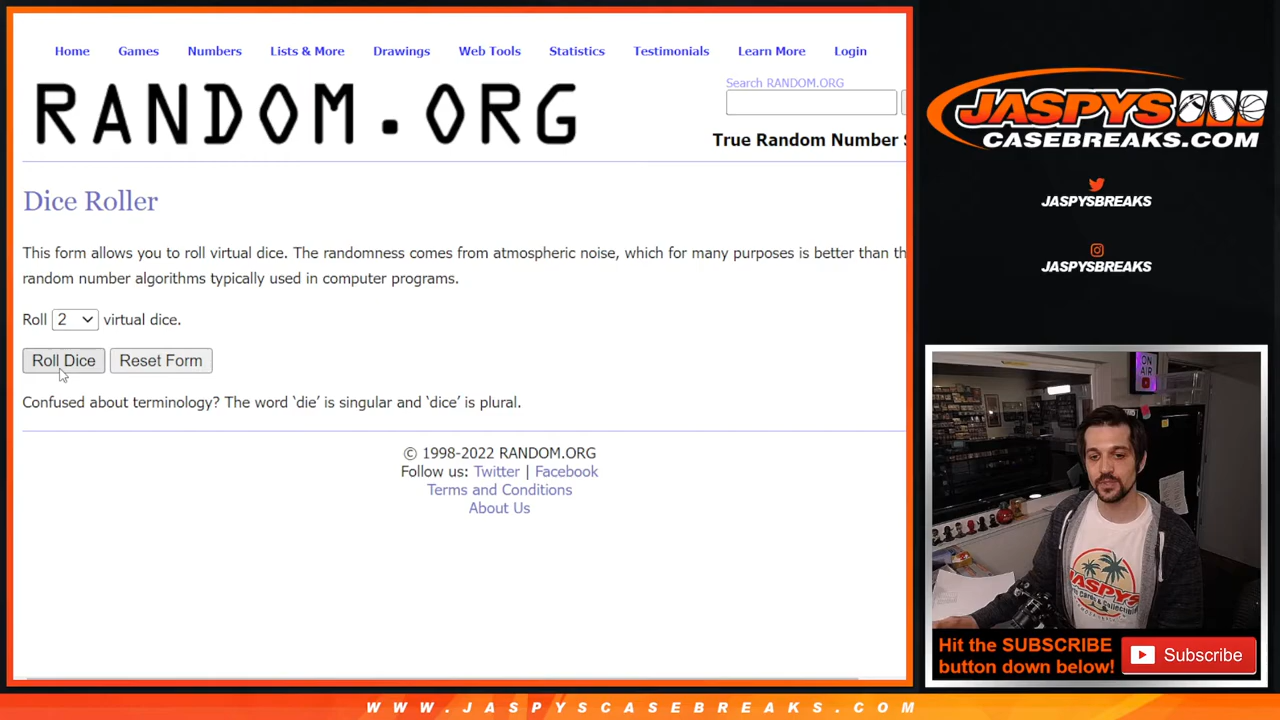 Home Games Numbers Lists & More Drawings Web Tools Statistics Testimonials Learn More Login
RANDOM.ORG
Search RANDOM.ORG
True Random Number
Dice Roller
This form allows you to roll virtual dice. The randomness comes from atmospheric noise, which for many purposes is better than
random number algorithms typically used in computer programs.
Roll 2 virtual dice.
Roll Dice Reset Form
Confused about terminology? The word ‘die’ is singular and ‘dice’ is plural.
© 1998-2022 RANDOM.ORG
Follow us: Twitter | Facebook
Terms and Conditions
About Us
JASPYS
CASEBREAKS.COM
JASPYSBREAKS
JASPYSBREAKS
ON
AIR
JASPYS
Hit the SUBSCRIBE
button down below!
Subscribe
WWW.JASPYSCASEBREAKS.COM